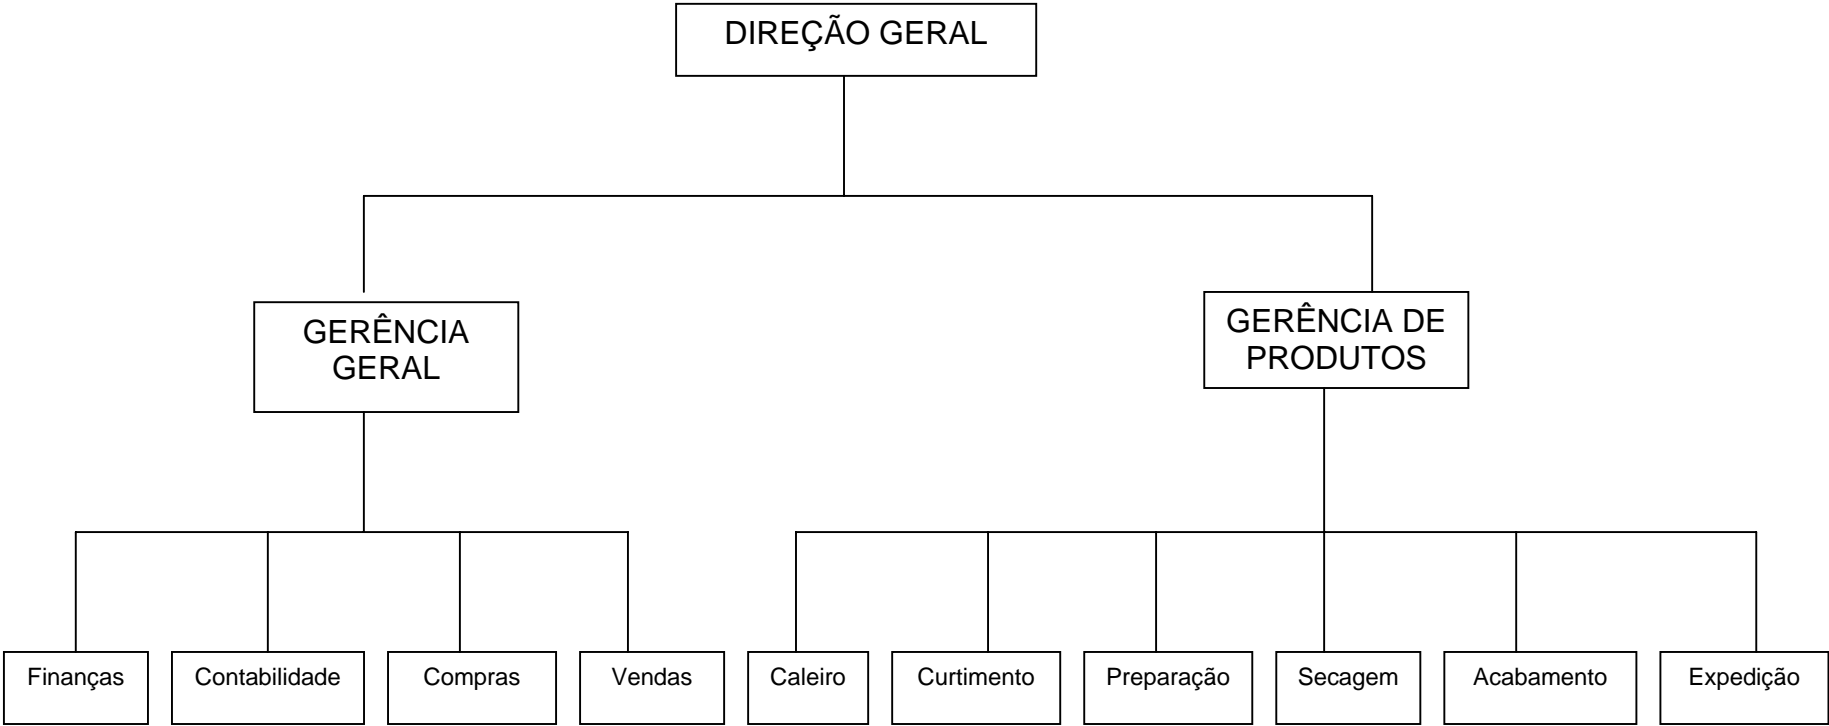 DIREÇÃO GERAL
GERÊNCIA
GERAL
GERÊNCIA DE
PRODUTOS
Finanças
Contabilidade
Compras
Vendas
Caleiro
Curtimento
Preparação
Secagem
Acabamento
Expedição